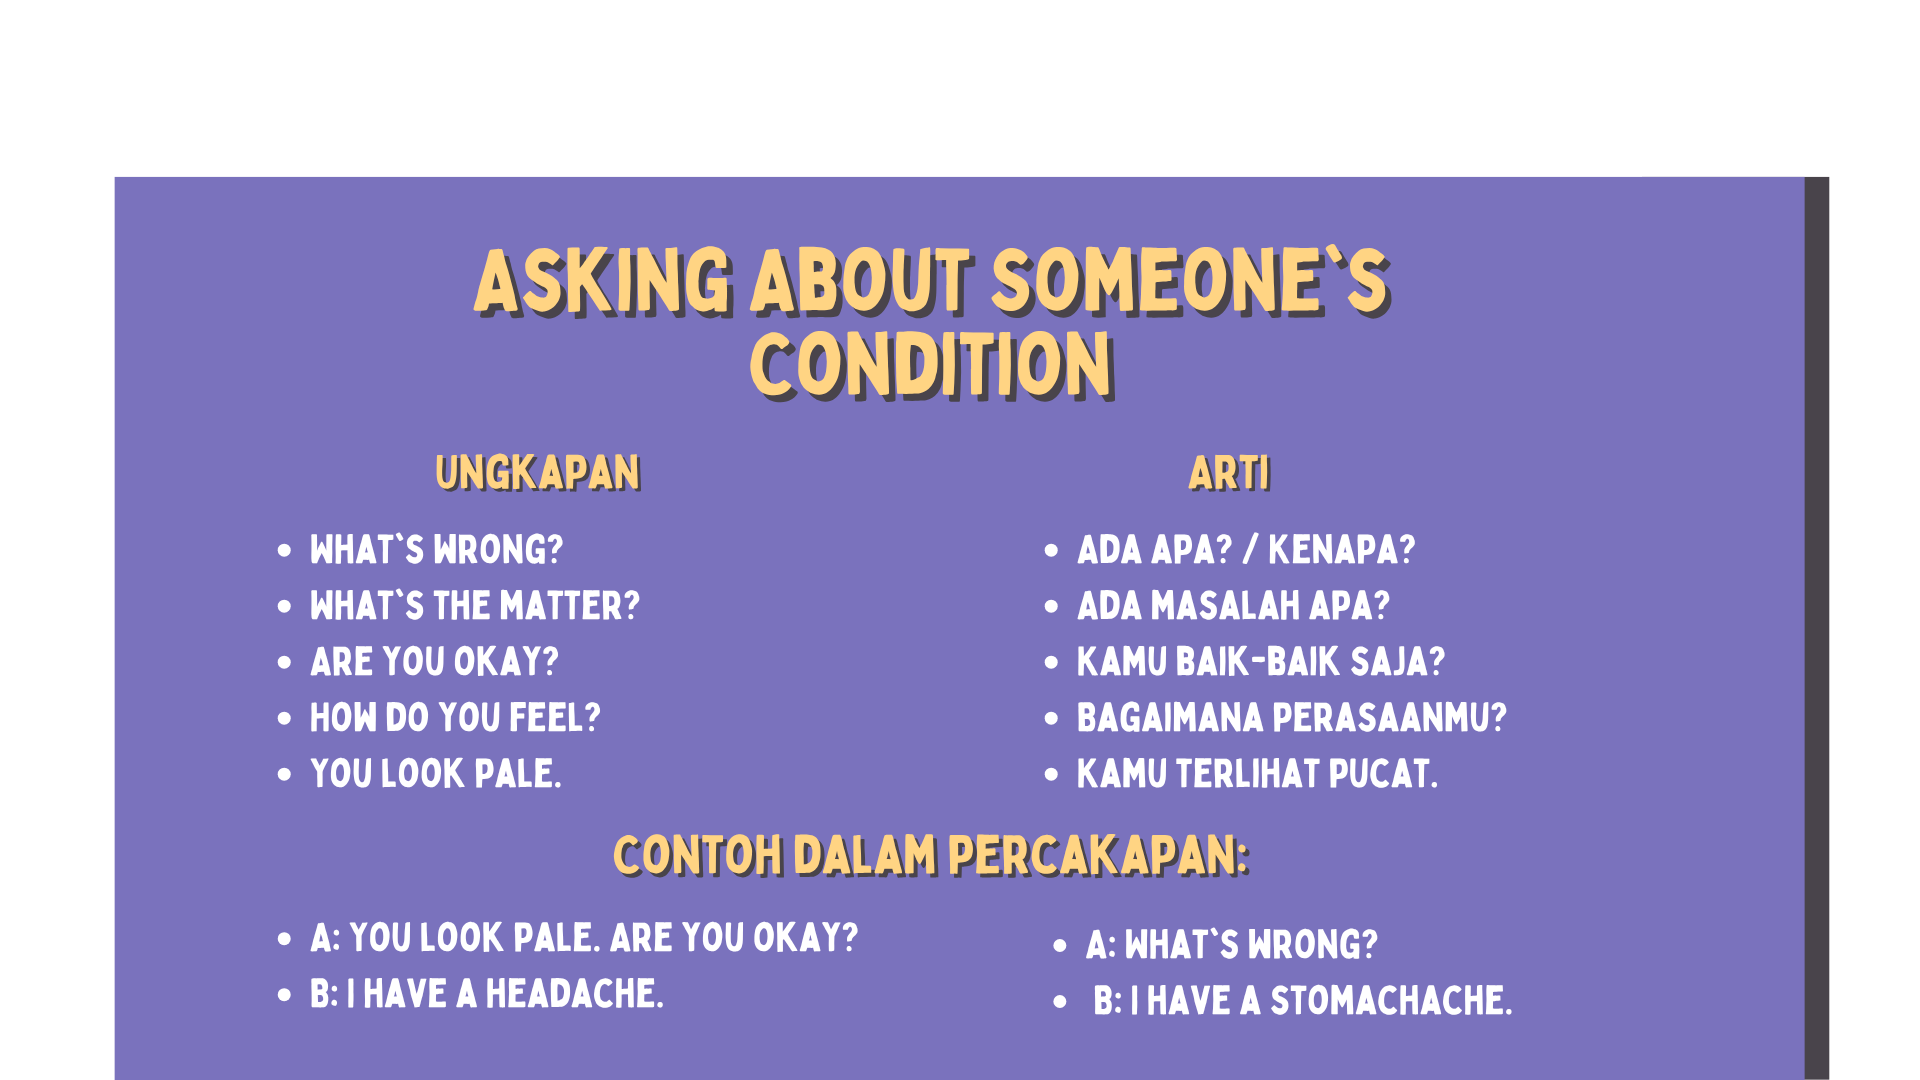 ASKING ABOUT SOMEONE`S
CONDITION
UNGKAPAN
• WHAT`S WRONG?
• WHAT`S THE MATTER?
• ARE YOU OKAY?
• HOW DO YOU FEEL?
• YOU LOOK PALE.
ARTI
• ADA APA? / KENAPA?
• ADA MASALAH APA?
• KAMU BAIK-BAIK SAJA?
• BAGAIMANA PERASAANMU?
• KAMU TERLIHAT PUCAT.
CONTOH DALAM PERCAKAPAN:
• A: YOU LOOK PALE. ARE YOU OKAY?
• B: I HAVE A HEADACHE.
• A: WHAT`S WRONG?
• B: I HAVE A STOMACHACHE.